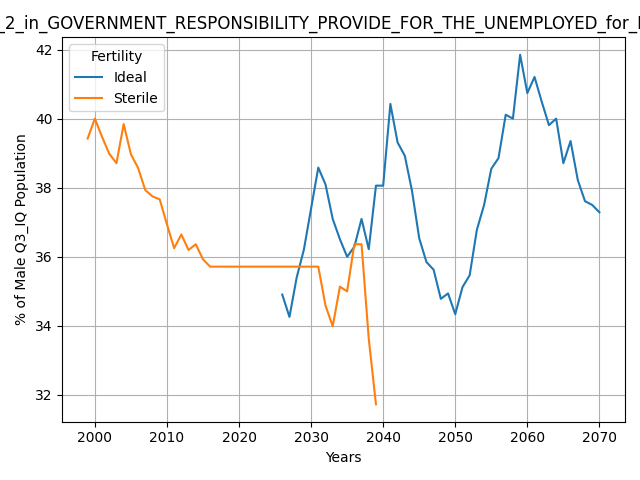 _2_in_GOVERNMENT_RESPONSIBILITY_PROVIDE_FOR_THE_UNEMPLOYED_for_
Fertility
Ideal
Sterile
42
40
38
36
34
32
% of Male Q3_IQ Population
2000 2010 2020 2030 2040 2050 2060 2070
Years